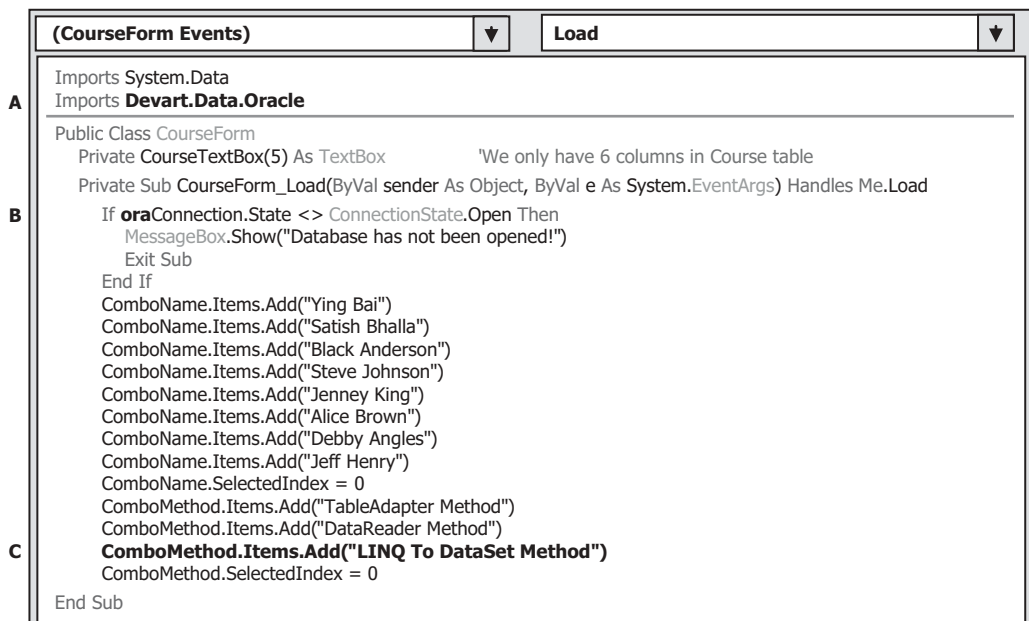 (CourseForm Events) Load
Imports System.Data
A Imports Devart.Data.Oracle
Public Class CourseForm
Private CourseTextBox(5) As TextBox 'We only have 6 columns in Course table
Private Sub CourseForm_Load(ByVal sender As Object, ByVal e As System.EventArgs) Handles Me.Load
B If oraConnection.State <> ConnectionState.Open Then
MessageBox.Show("Database has not been opened!")
Exit Sub
End If
ComboName.Items.Add("Ying Bai")
ComboName.Items.Add("Satish Bhalla")
ComboName.Items.Add("Black Anderson")
ComboName.Items.Add("Steve Johnson")
ComboName.Items.Add("Jenney King")
ComboName.Items.Add("Alice Brown")
ComboName.Items.Add("Debby Angles")
ComboName.Items.Add("Jeff Henry")
ComboName.SelectedIndex = 0
ComboMethod.Items.Add("TableAdapter Method")
ComboMethod.Items.Add("DataReader Method")
C ComboMethod.Items.Add("LINQ To DataSet Method")
ComboMethod.SelectedIndex = 0
End Sub